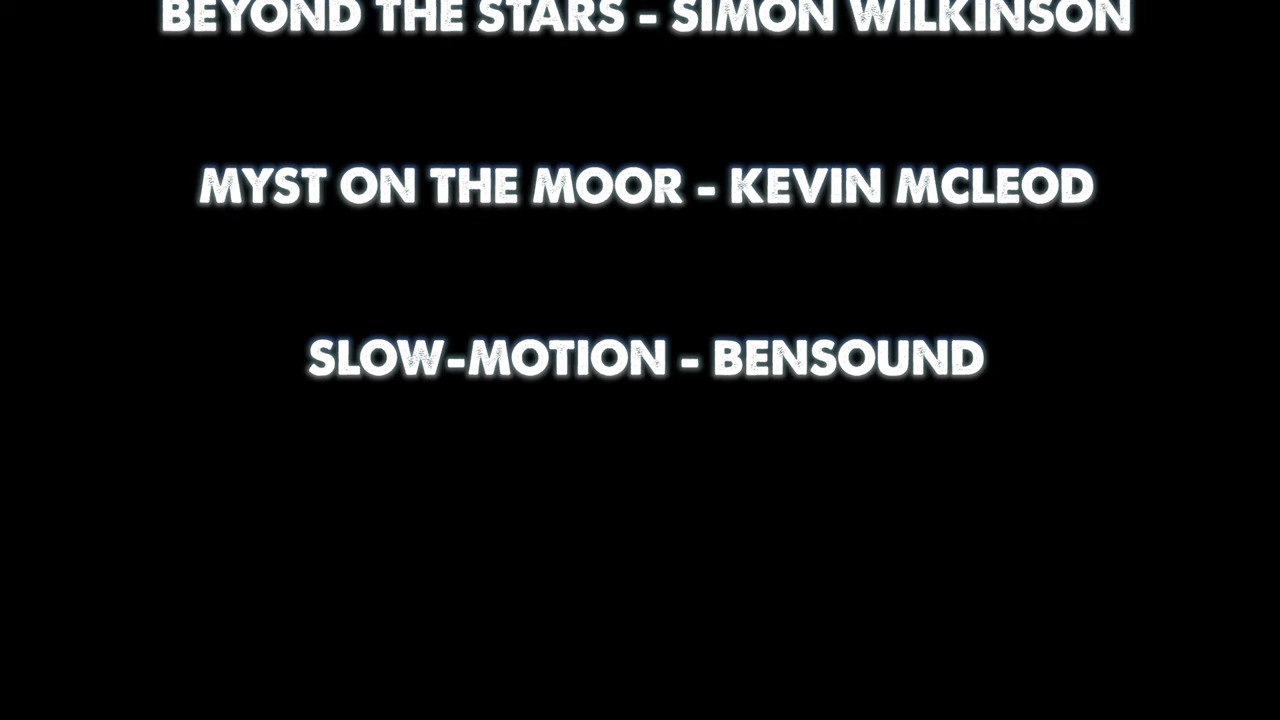 BEYOND THE STARS - SIMON WILKINSON
MYST ON THE MOOR - KEVIN MCLEOD
SLOW-MOTION - BENSOUND